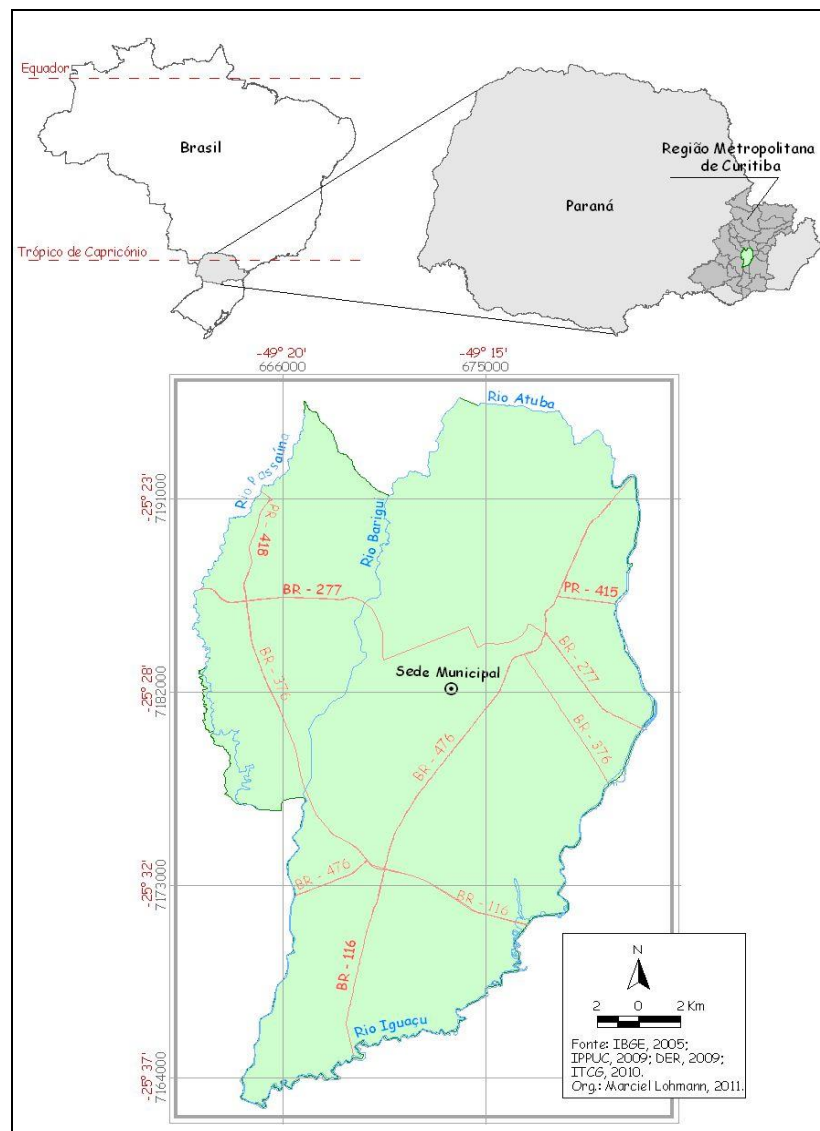 Equador
Brasil
Região Metropolitana
de Curitiba
Paraná
Trópico de Capricónio
-49° 20'
666000
-49° 15'
675000
Rio Atuba
Rio Passaúna
-25° 23'
7191000
Rio Barigui
PR - 418
BR - 277
PR - 415
Sede Municipal
BR - 277
BR - 376
-25° 28'
7182000
BR - 376
BR - 476
BR - 476
-25° 32'
7173000
BR - 116
BR - 116
Rio Iguaçu
-25° 37'
7164000
N
2 0 2 Km
Fonte: IBGE, 2005;
IPPUC, 2009; DER, 2009;
ITCG, 2010.
Org.: Marciel Lohmann, 2011.